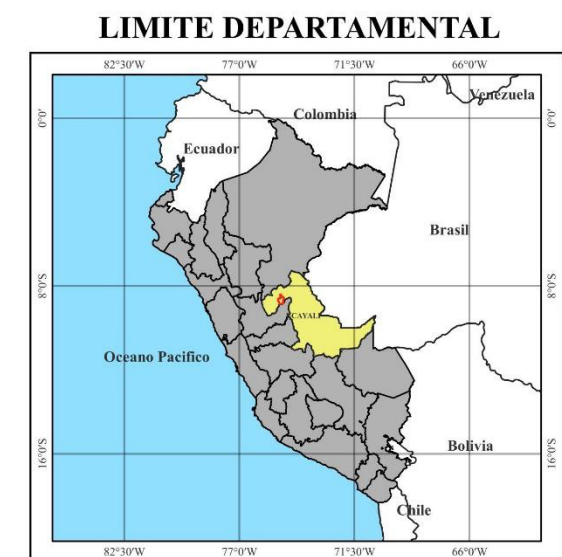 LIMITE DEPARTAMENTAL
82°30'W 77°0'W 71°30'W 66°0'W
Venezuela
0°0' Colombia 0°0'
Ecuador
Brasil
8°0'S 8°0'S
UCAYALI
Oceano Pacifico
Bolivia
16°0'S 16°0'S
Chile
82°30'W 77°0'W 71°30'W 66°0'W